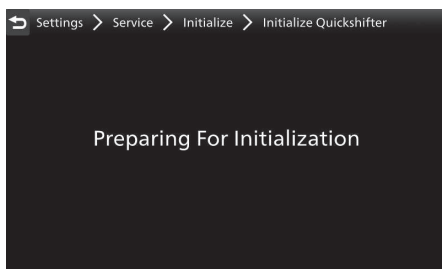 Settings > Service > Initialize > Initialize Quickshifter
Preparing For Initialization